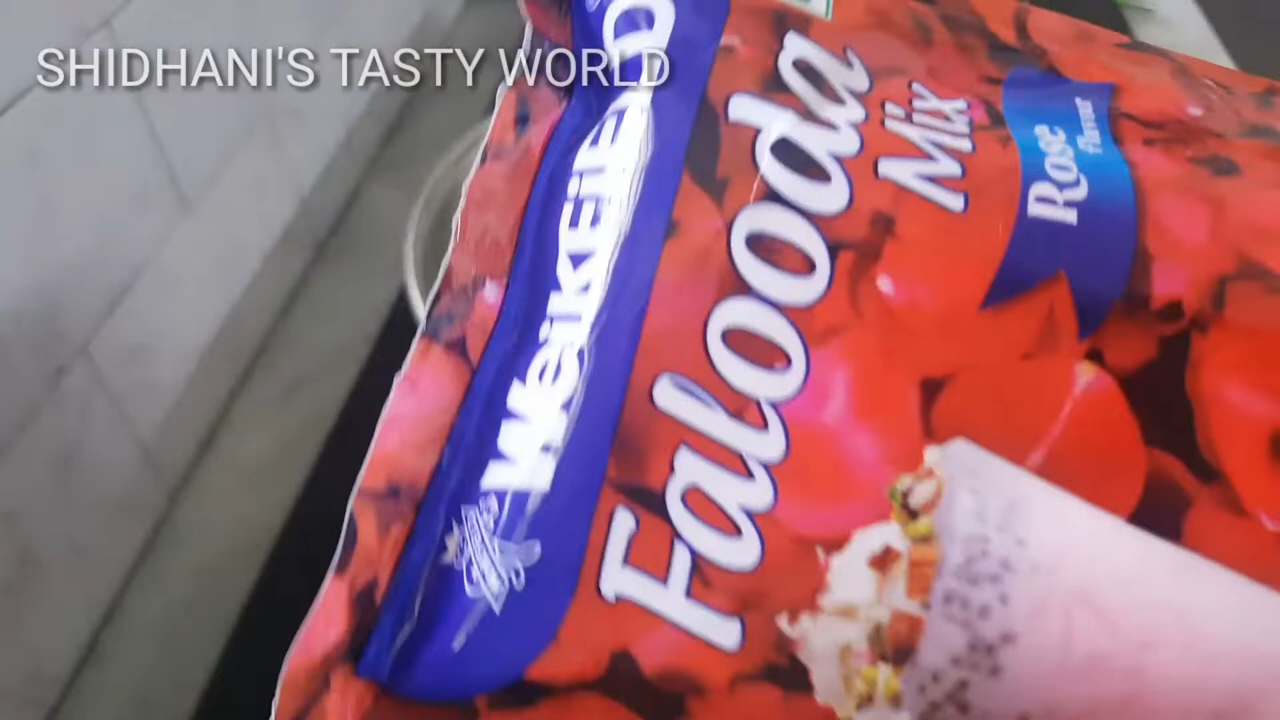 SHIDHANI'S TASTY WORLD
WeiKFiELD
Falooda
Mix
Rose
flavour